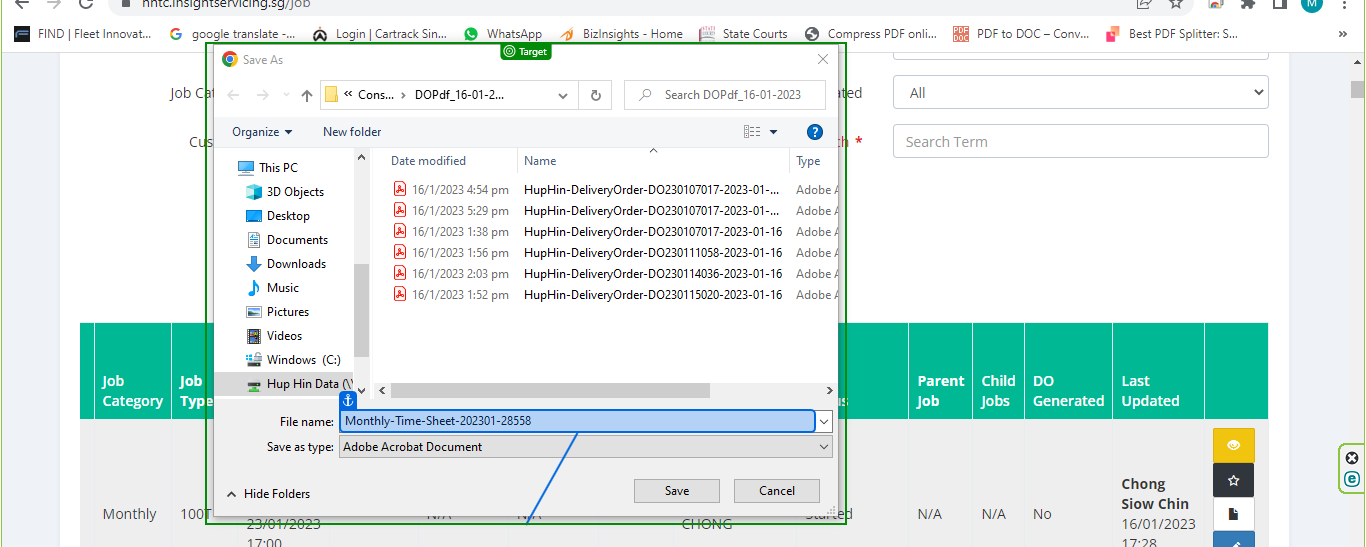 hhtc.insightservicing.sg/job
M
FIND | Fleet Innovat... google translate -... Login | Cartrack Sin... WhatsApp BizInsights - Home State Courts Compress PDF onli... PDF to DOC – Conv... Best PDF Splitter: S... »
Target
Save As
Job Cat ated All
« Cons... › DOPdf_16-01-2... Search DOPdf_16-01-2023
Organize New folder
Cus ch * Search Term
This PC
3D Objects
Desktop
Documents
Downloads
Music
Pictures
Videos
Windows (C:)
Hup Hin Data (\\
Date modified Name Type
16/1/2023 4:54 pm HupHin-DeliveryOrder-DO230107017-2023-01-... Adobe A
16/1/2023 5:29 pm HupHin-DeliveryOrder-DO230107017-2023-01-... Adobe A
16/1/2023 1:38 pm HupHin-DeliveryOrder-DO230107017-2023-01-16 Adobe A
16/1/2023 1:56 pm HupHin-DeliveryOrder-DO230111058-2023-01-16 Adobe A
16/1/2023 2:03 pm HupHin-DeliveryOrder-DO230114036-2023-01-16 Adobe A
16/1/2023 1:52 pm HupHin-DeliveryOrder-DO230115020-2023-01-16 Adobe A
File name: Monthly-Time-Sheet-202301-28558
Save as type: Adobe Acrobat Document
Hide Folders Save Cancel
Job Category
Job Type
us
Parent Job
Child Jobs
DO Generated
Last Updated
Monthly 100T 23/01/2023 17:00 N/A N/A CHONG Started N/A N/A No
Chong
Siow Chin
16/01/2023
17:28